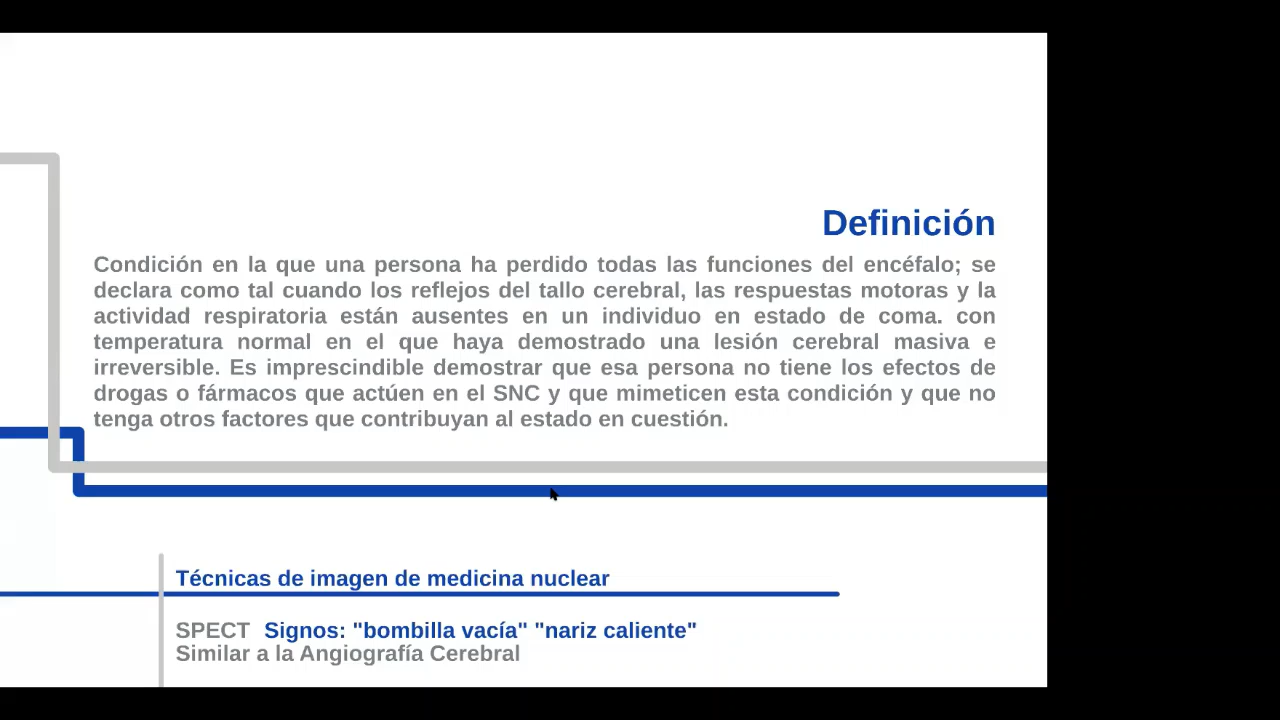 Definición
Condición en la que una persona ha perdido todas las funciones del encéfalo; se
declara como tal cuando los reflejos del tallo cerebral, las respuestas motoras y la
actividad respiratoria están ausentes en un individuo en estado de coma. con
temperatura normal en el que haya demostrado una lesión cerebral masiva e
irreversible. Es imprescindible demostrar que esa persona no tiene los efectos de
drogas o fármacos que actúen en el SNC y que mimeticen esta condición y que no
tenga otros factores que contribuyan al estado en cuestión.
Técnicas de imagen de medicina nuclear
SPECT Signos: "bombilla vacía" "nariz caliente"
Similar a la Angiografía Cerebral